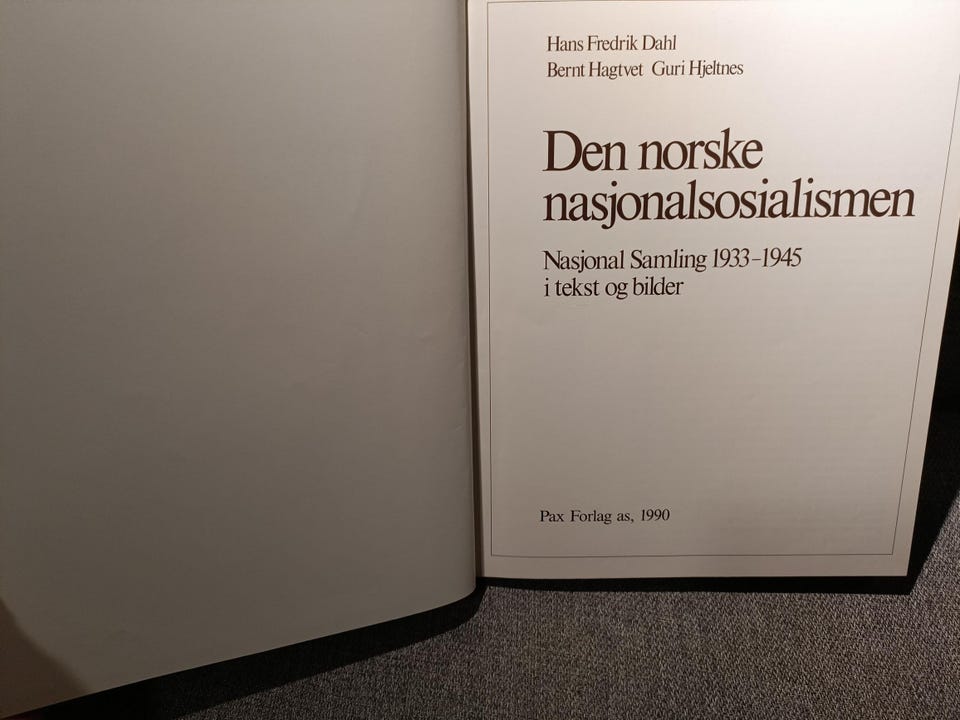 Hans Fredrik Dahl
Bernt Hagtvet Guri Hjeltnes
Den norske
nasjonalsosialismen
Nasjonal Samling 1933–1945
i tekst og bilder
Pax Forlag as, 1990